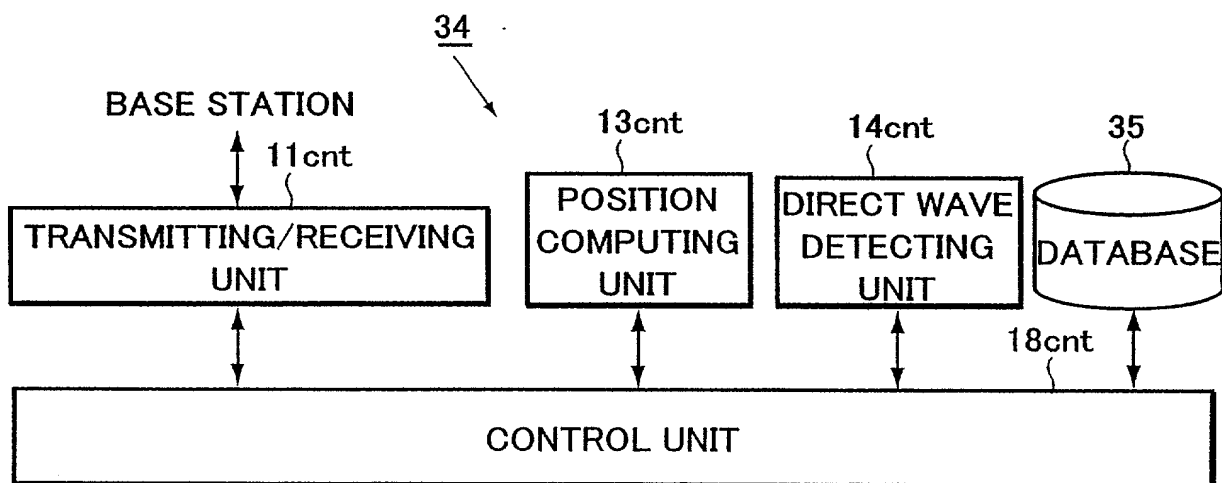 34
BASE STATION
11cnt
13cnt
14cnt
35
TRANSMITTING/RECEIVING
UNIT
POSITION
COMPUTING
UNIT
DIRECT WAVE
DETECTING
UNIT
DATABASE
18cnt
CONTROL UNIT